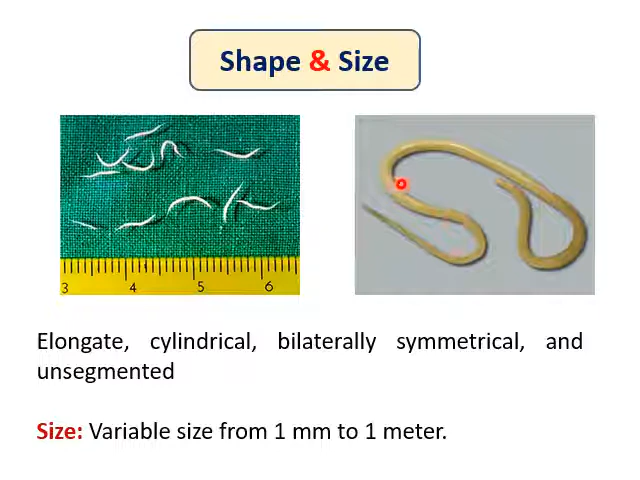 Shape & Size
3 4 5 6
Elongate, cylindrical, bilaterally symmetrical, and
unsegmented
Size: Variable size from 1 mm to 1 meter.